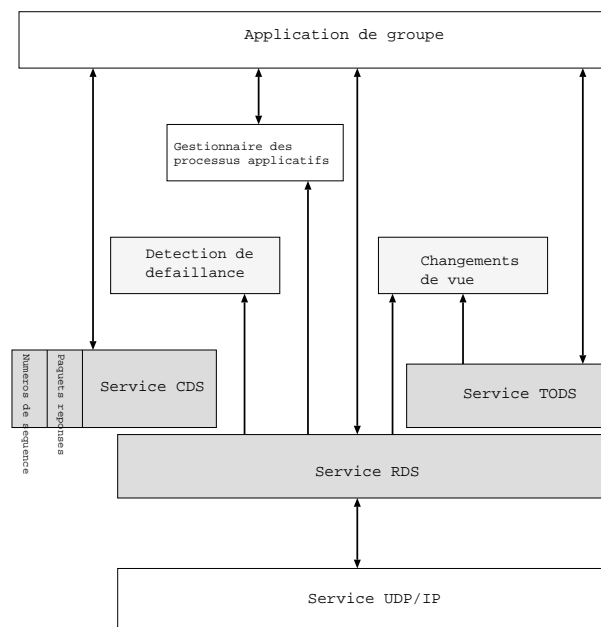 Application de groupe
Gestionnaire des
processus applicatifs
Detection de
defaillance
Changements
de vue
Numeros de sequence
Paquets reponses
Service CDS
Service TODS
Service RDS
Service UDP/IP